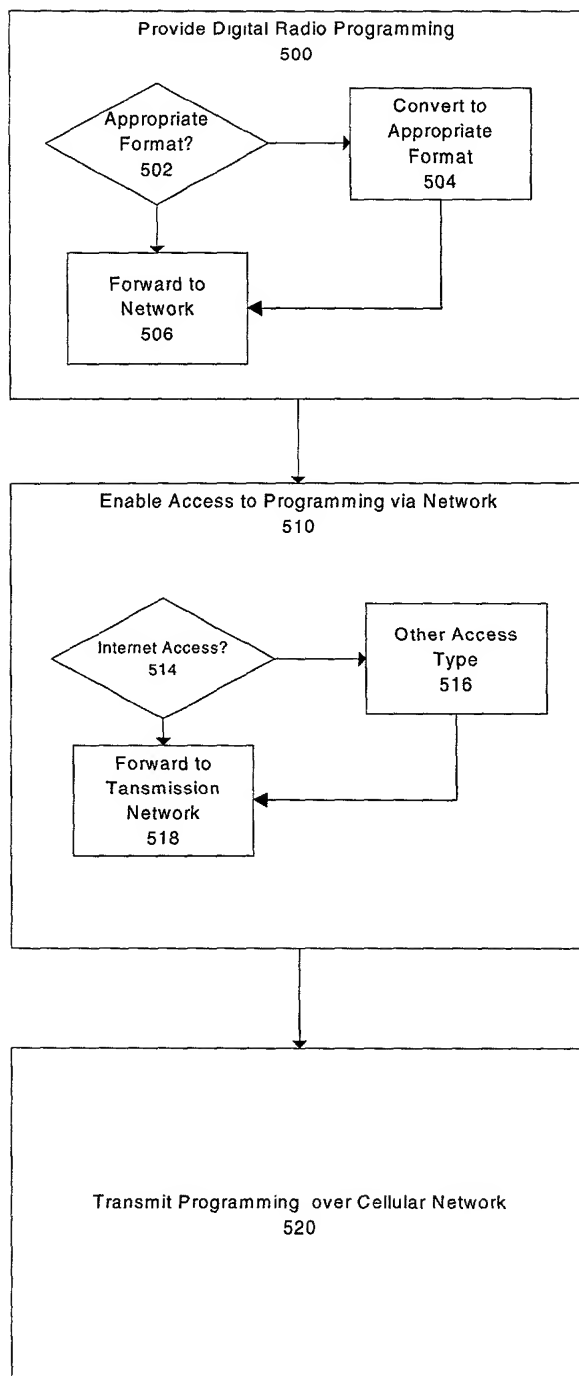 Provide Digital Radio Programming
500
Appropriate
Format?
502
Convert to
Appropriate
Format
504
Forward to
Network
506
Enable Access to Programming via Network
510
Internet Access?
514
Other Access
Type
516
Forward to
Tansmission
Network
518
Transmit Programming over Cellular Network
520